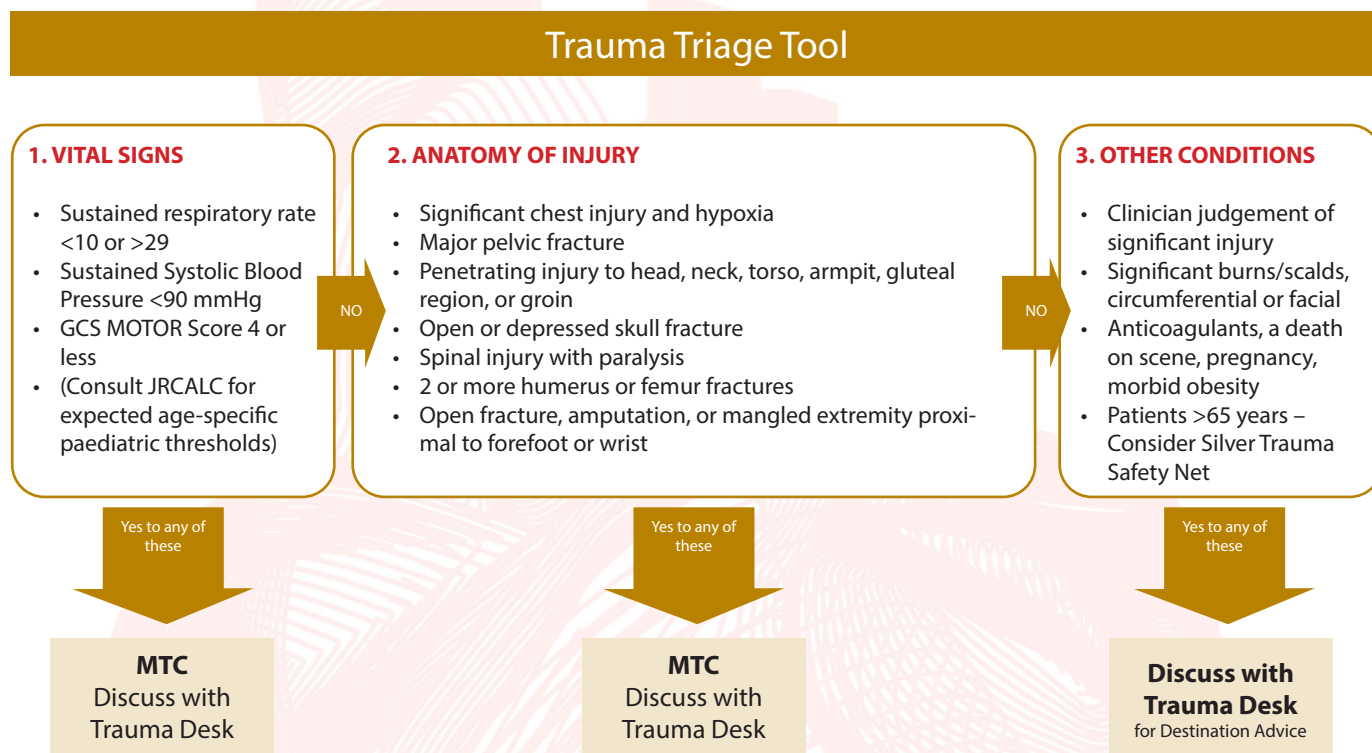 Trauma Triage Tool
1. VITAL SIGNS
• Sustained respiratory rate
<10 or >29
• Sustained Systolic Blood
Pressure <90 mmHg
• GCS MOTOR Score 4 or
less
• (Consult JRCALC for
expected age-specific
paediatric thresholds)
NO
2. ANATOMY OF INJURY
• Significant chest injury and hypoxia
• Major pelvic fracture
• Penetrating injury to head, neck, torso, armpit, gluteal
region, or groin
• Open or depressed skull fracture
• Spinal injury with paralysis
• 2 or more humerus or femur fractures
• Open fracture, amputation, or mangled extremity proxi-
mal to forefoot or wrist
NO
3. OTHER CONDITIONS
• Clinician judgement of
significant injury
• Significant burns/scalds,
circumferential or facial
• Anticoagulants, a death
on scene, pregnancy,
morbid obesity
• Patients >65 years –
Consider Silver Trauma
Safety Net
Yes to any of
these
Yes to any of
these
Yes to any of
these
MTC
Discuss with
Trauma Desk
MTC
Discuss with
Trauma Desk
Discuss with
Trauma Desk
for Destination Advice